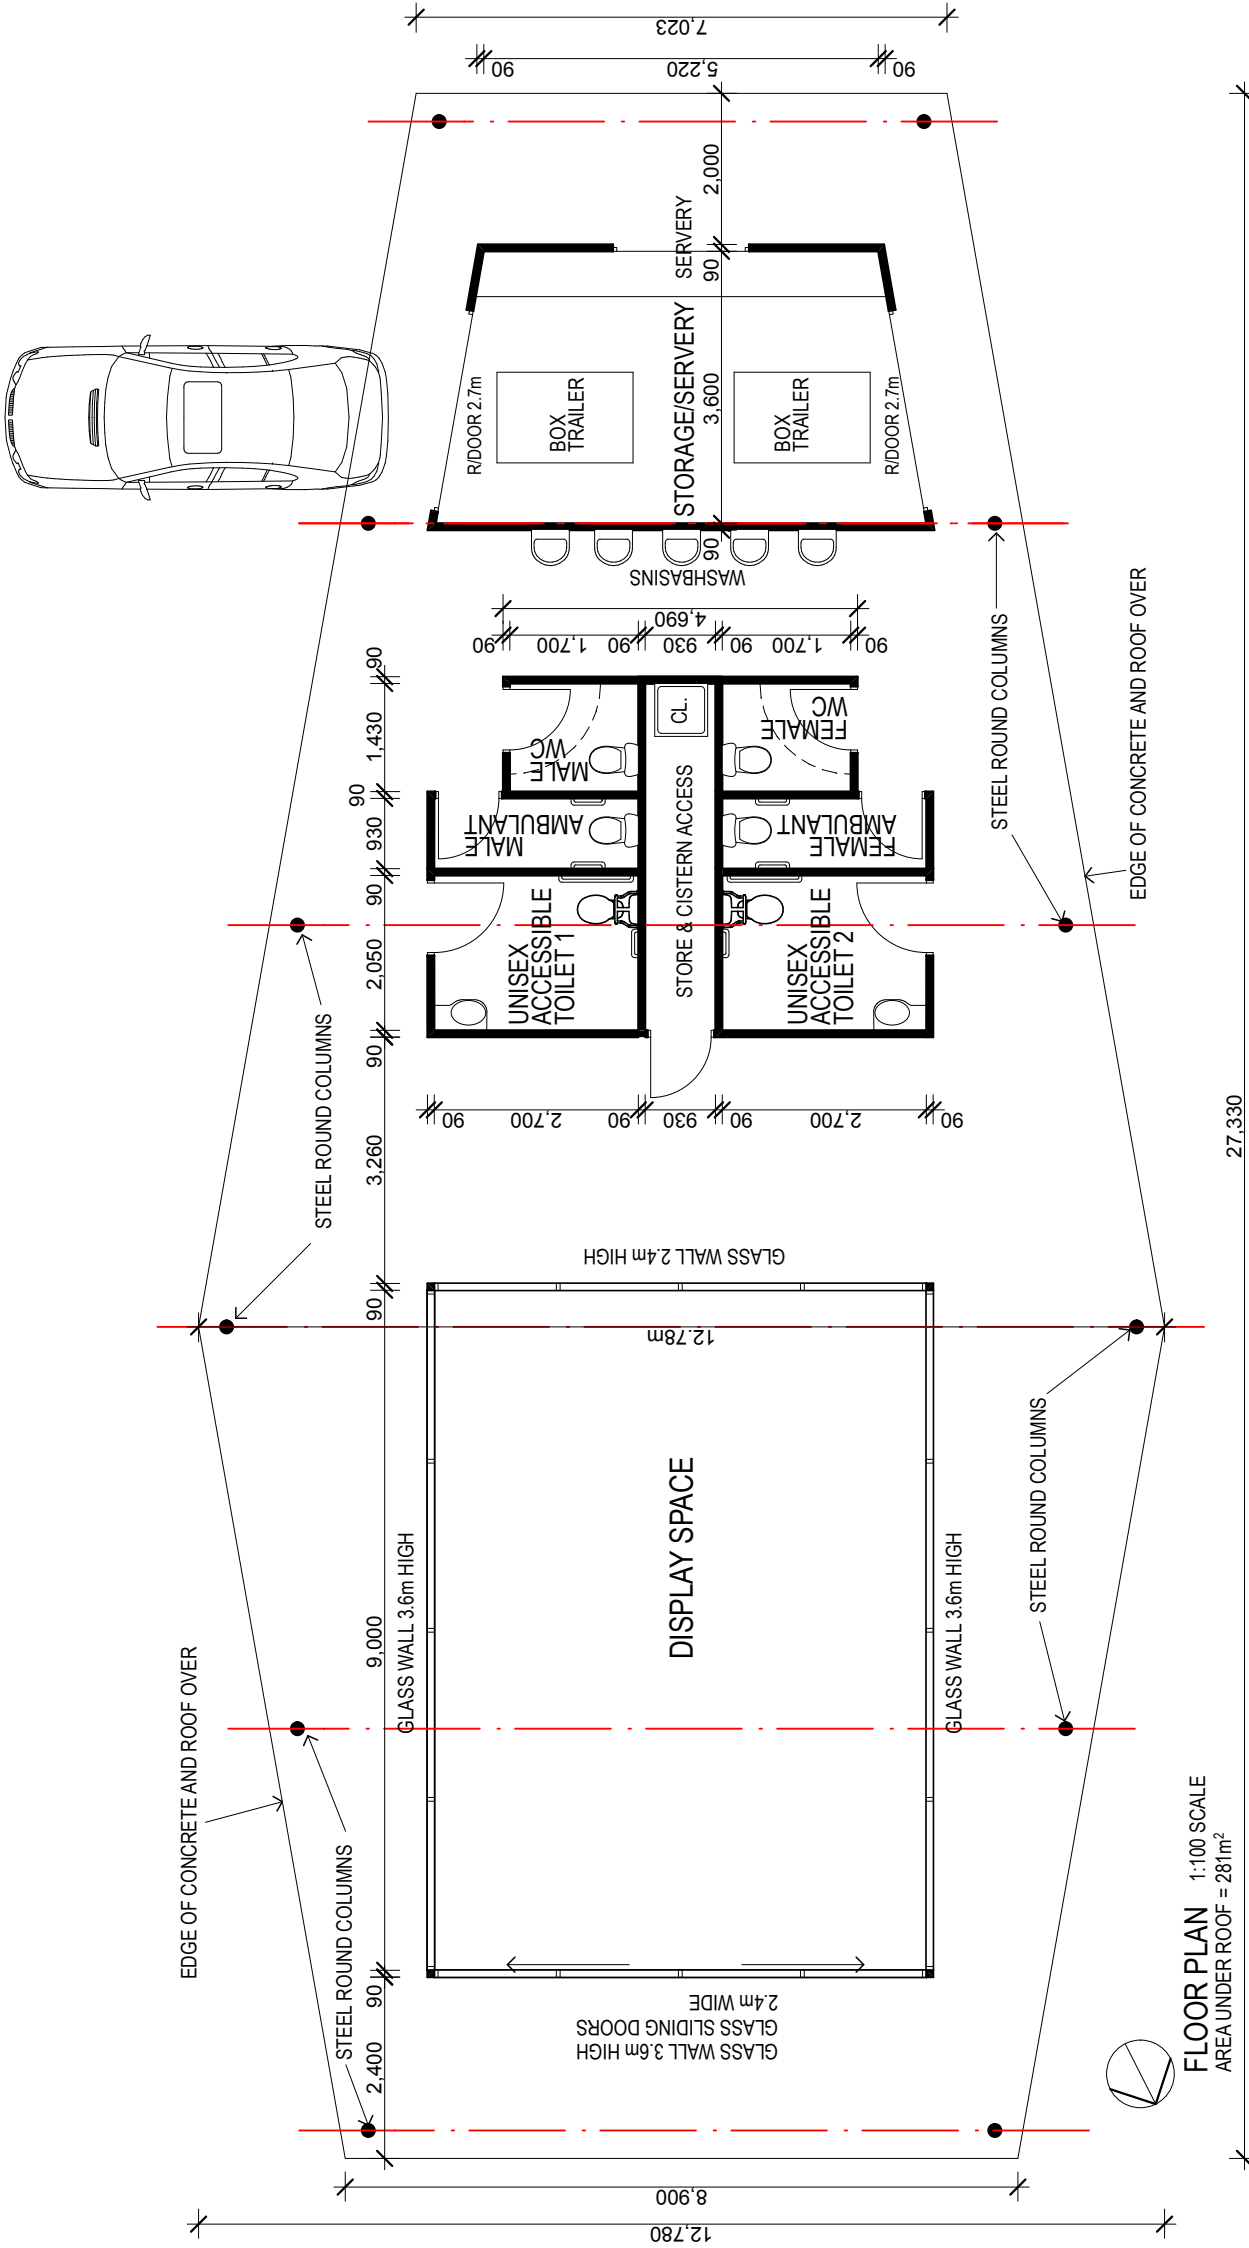 7,023
90
5,220
90
2,000
SERVERY
90
STORAGE/SERVERY
3,600
R/DOOR 2.7m
BOX
TRAILER
BOX
TRAILER
R/DOOR 2.7m
90
WASHBASINS
4,690
90
1,700
90
930
90
1,700
90
90
1,430
90
930
90
2,050
90
3,260
90
9,000
90
2,400
MALE
WC
CL.
FEMALE
WC
MALE
AMBULANT
FEMALE
AMBULANT
STORE & CISTERN ACCESS
UNISEX
ACCESSIBLE
TOILET 1
UNISEX
ACCESSIBLE
TOILET 2
STEEL ROUND COLUMNS
EDGE OF CONCRETE AND ROOF OVER
STEEL ROUND COLUMNS
90
2,700
90
930
90
2,700
90
GLASS WALL 2.4m HIGH
12.78m
DISPLAY SPACE
GLASS WALL 3.6m HIGH
GLASS WALL 3.6m HIGH
STEEL ROUND COLUMNS
EDGE OF CONCRETE AND ROOF OVER
STEEL ROUND COLUMNS
GLASS WALL 3.6m HIGH
GLASS SLIDING DOORS
2.4m WIDE
8,900
12,780
27,330
FLOOR PLAN 1:100 SCALE
AREA UNDER ROOF = 281m²